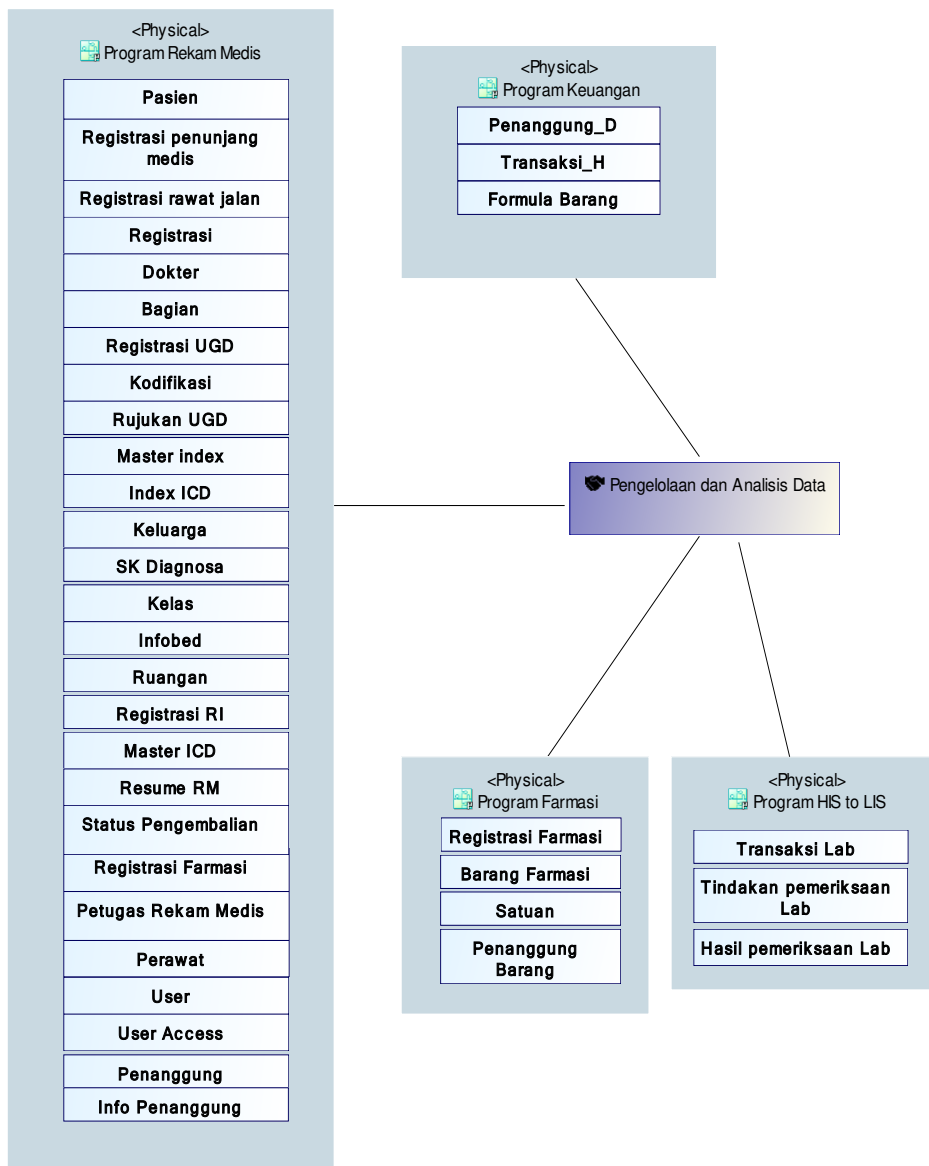 <Physical>
Program Rekam Medis
Pasien
Registrasi penunjang
medis
Registrasi rawat jalan
Registrasi
Dokter
Bagian
Registrasi UGD
Kodifikasi
Rujukan UGD
Master index
Index ICD
Keluarga
SK Diagnosa
Kelas
Infobed
Ruangan
Registrasi RI
Master ICD
Resume RM
Status Pengembalian
Registrasi Farmasi
Petugas Rekam Medis
Perawat
User
User Access
Penanggung
Info Penanggung
<Physical>
Program Keuangan
Penanggung_D
Transaksi_H
Formula Barang
Pengelolaan dan Analisis Data
<Physical>
Program Farmasi
Registrasi Farmasi
Barang Farmasi
Satuan
Penanggung
Barang
<Physical>
Program HIS to LIS
Transaksi Lab
Tindakan pemeriksaan
Lab
Hasil pemeriksaan Lab